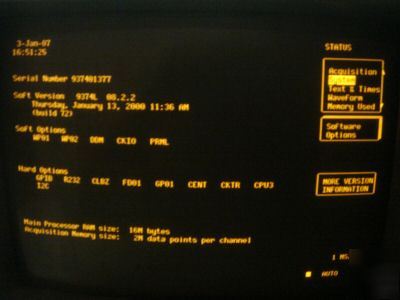 3-Jan-07
16:51:25
STATUS
Acquisition
System
Text & Times
Waveform
Memory Used
Serial Number 937401377
Soft Version 9374L 08.2.2
Thursday, January 13, 2000 11:36 AM
(build 72)
Software
Options
Soft Options
WP01 WP02 DDM CKIO PRML
Hard Options
GPIB R232 CLBZ FD01 GP01 CENT CKTR CPU3
I2C
MORE VERSION
INFORMATION
Main Processor RAM size: 16M bytes
Acquisition Memory size: 2M data points per channel
1 MS
AUTO